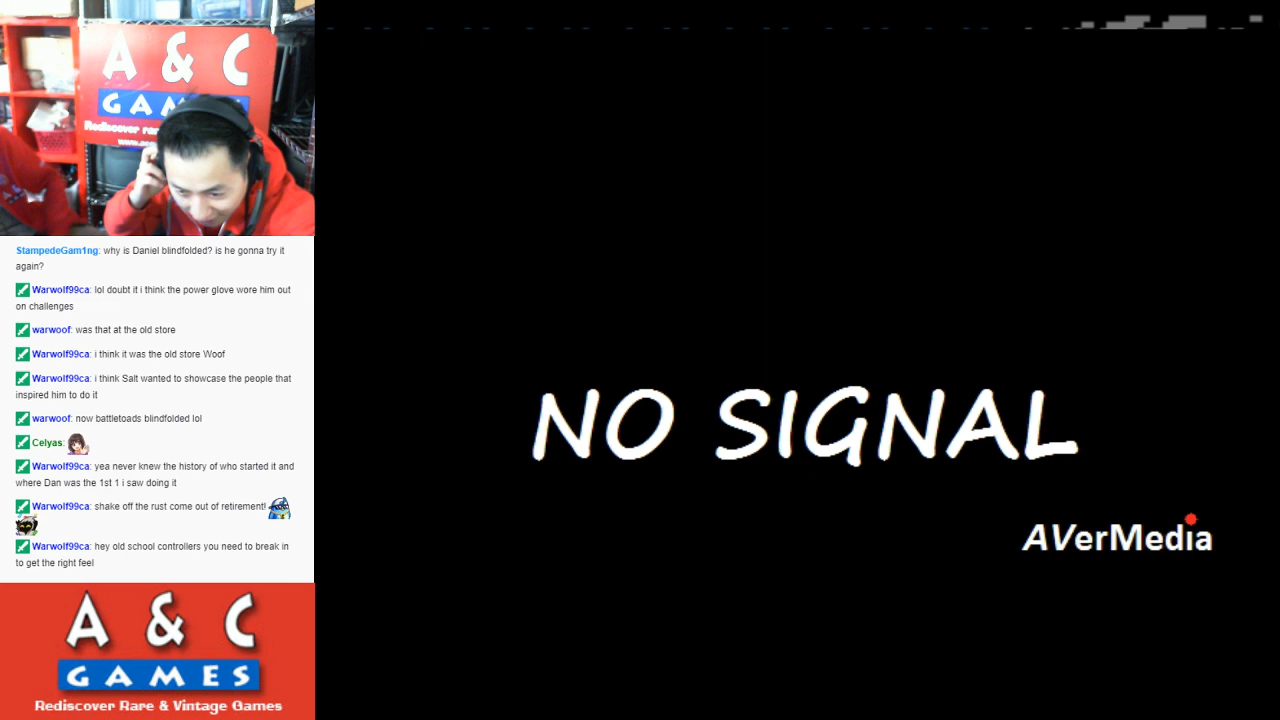 A & C
GAMES
Rediscover rar
www.
StampedeGam1ng: why is Daniel blindfolded? is he gonna try it
again?
Warwolf99ca: lol doubt it i think the power glove wore him out
on challenges
warwoof: was that at the old store
Warwolf99ca: i think it was the old store Woof
Warwolf99ca: i think Salt wanted to showcase the people that
inspired him to do it
warwoof: now battletoads blindfolded lol
Celyas:
Warwolf99ca: yea never knew the history of who started it and
where Dan was the 1st 1 i saw doing it
Warwolf99ca: shake off the rust come out of retirement!
Warwolf99ca: hey old school controllers you need to break in
to get the right feel
A & C
GAMES
Rediscover Rare & Vintage Games
NO SIGNAL
AVerMedia